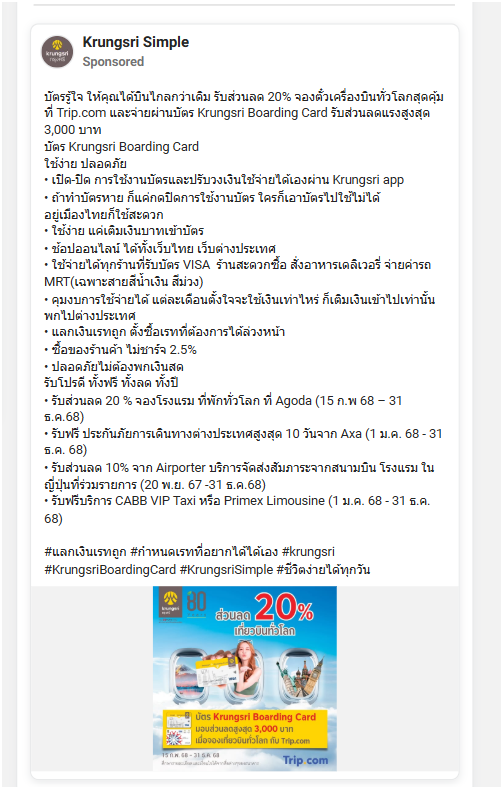 Krungsri Simple
Sponsored
krungsri
กรุงศรี
บัตรรู้ใจ ให้คุณได้บินไกลกว่าเดิม รับส่วนลด 20% จองตั๋วเครื่องบินทั่วโลกสุดคุ้ม
ที่ Trip.com และจ่ายผ่านบัตร Krungsri Boarding Card รับส่วนลดแรงสูงสุด
3,000 บาท
บัตร Krungsri Boarding Card
ใช้ง่าย ปลอดภัย
• เปิด-ปิด การใช้งานบัตรและปรับวงเงินใช้จ่ายได้เองผ่าน Krungsri app
• ถ้าทำบัตรหาย ก็แค่กดปิดการใช้งานบัตร ใครก็เอาบัตรไปใช้ไม่ได้
อยู่เมืองไทยก็ใช้สะดวก
• ใช้ง่าย แค่เติมเงินบาทเข้าบัตร
• ช้อปออนไลน์ ได้ทั้งเว็บไทย เว็บต่างประเทศ
• ใช้จ่ายได้ทุกร้านที่รับบัตร VISA ร้านสะดวกซื้อ สั่งอาหารเดลิเวอรี่ จ่ายค่ารถ
MRT(เฉพาะสายสีน้ำเงิน สีม่วง)
• คุมงบการใช้จ่ายได้ แต่ละเดือนตั้งใจจะใช้เงินเท่าไหร่ ก็เติมเงินเข้าไปเท่านั้น
พกไปต่างประเทศ
• แลกเงินเรทถูก ตั้งซื้อเรทที่ต้องการได้ล่วงหน้า
• ซื้อของร้านค้า ไม่ชาร์จ 2.5%
• ปลอดภัยไม่ต้องพกเงินสด
รับโปรดี ทั้งฟรี ทั้งลด ทั้งปี
• รับส่วนลด 20 % จองโรงแรม ที่พักทั่วโลก ที่ Agoda (15 ก.พ 68 – 31
ธ.ค.68)
• รับฟรี ประกันภัยการเดินทางต่างประเทศสูงสุด 10 วันจาก Axa (1 ม.ค. 68 - 31
ธ.ค. 68)
• รับส่วนลด 10% จาก Airporter บริการจัดส่งสัมภาระจากสนามบิน โรงแรม ใน
ญี่ปุ่นที่ร่วมรายการ (20 พ.ย. 67 -31 ธ.ค.68)
• รับฟรีบริการ CABB VIP Taxi หรือ Primex Limousine (1 ม.ค. 68 - 31 ธ.ค.
68)
#แลกเงินเรทถูก #กำหนดเรทที่อยากได้ได้เอง #krungsri
#KrungsriBoardingCard #KrungsriSimple #ชีวิตง่ายได้ทุกวัน
krungsri
กรุงศรี
80
ส่วนลด 20%
เที่ยวบินทั่วโลก
บัตร Krungsri Boarding Card
มอบส่วนลดสูงสุด 3,000 บาท
เมื่อจองเที่ยวบินทั่วโลก กับ Trip.com
15 ก.พ. 68 – 31 ธ.ค. 68
Trip com